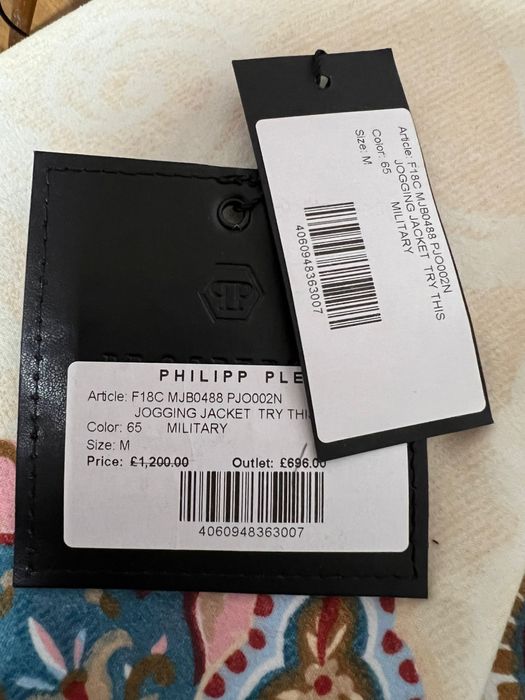 Article: F18C MJB0488 PJO002N
JOGGING JACKET TRY THIS
Color: 65 MILITARY
Size: M
4060948363007
PHILIPP PLE
Article: F18C MJB0488 PJO002N
JOGGING JACKET TRY THI
Color: 65 MILITARY
Size: M
Price: £1,200.00 Outlet: £696.00
4060948363007